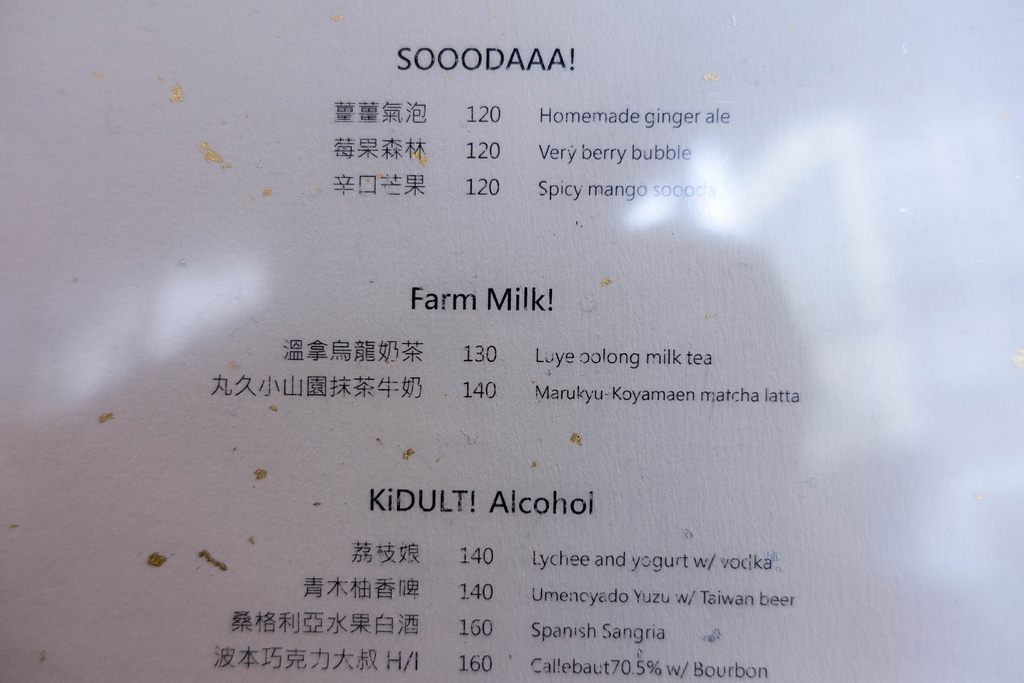 SOOODAAA!
薑薑氣泡 120 Homemade ginger ale
莓果森林 120 Very berry bubble
辛口芒果 120 Spicy mango soooda
Farm Milk!
溫拿烏龍奶茶 130 Luye oolong milk tea
丸久小山園抹茶牛奶 140 Marukyu-Koyamaen matcha latta
KiDULT! Alcohol
荔枝娘 140 Lychee and yogurt w/ vodka
青木柚香啤 140 Umenoyado Yuzu w/ Taiwan beer
桑格利亞水果白酒 160 Spanish Sangria
波本巧克力大叔 H/I 160 Callebaut70.5% w/ Bourbon